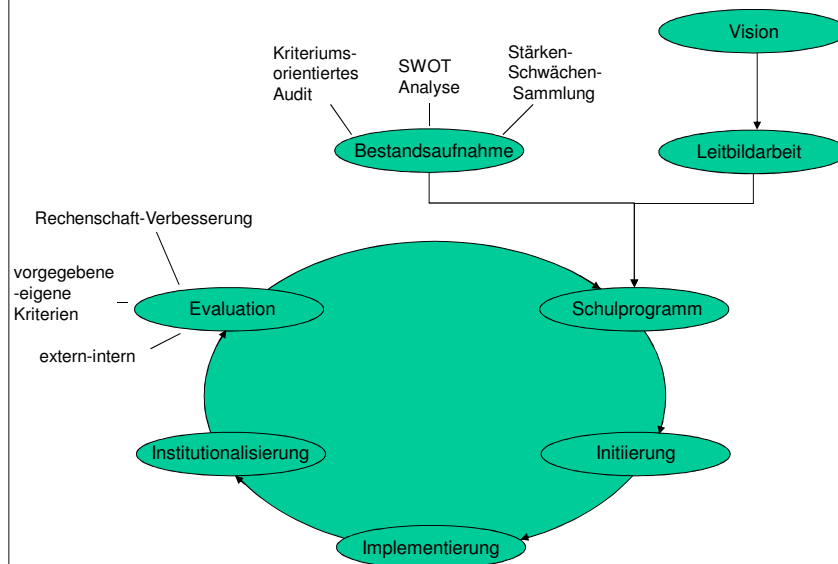 Vision
Kriteriums-
orientiertes
Audit
SWOT
Analyse
Stärken-
Schwächen-
Sammlung
Bestandsaufnahme
Leitbildarbeit
Rechenschaft-Verbesserung
vorgegebene
-eigene
Kriterien
extern-intern
Evaluation
Schulprogramm
Institutionalisierung
Initiierung
Implementierung